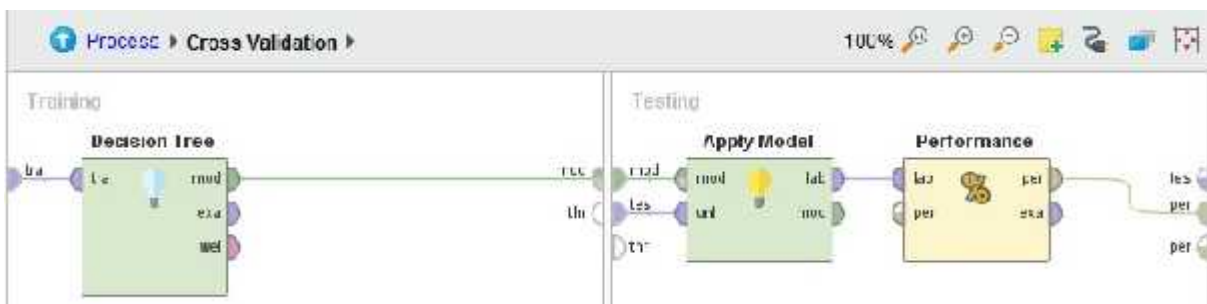 Process ▸ Cross Validation ▸
100%
Training
Testing
Decision Tree
Apply Model
Performance
tra
tra
mod
exa
wei
mod
thr
mod
tes
thr
mod
unl
lab
mod
lab
per
per
exa
tes
per
per